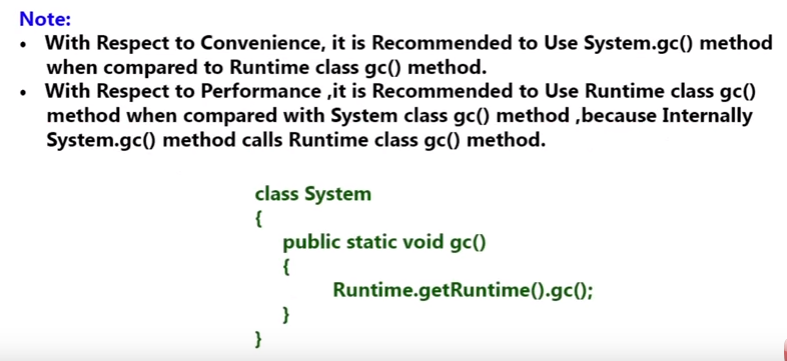 Note:
• With Respect to Convenience, it is Recommended to Use System.gc() method
when compared to Runtime class gc() method.
• With Respect to Performance ,it is Recommended to Use Runtime class gc()
method when compared with System class gc() method ,because Internally
System.gc() method calls Runtime class gc() method.
class System
{
public static void gc()
{
Runtime.getRuntime().gc();
}
}